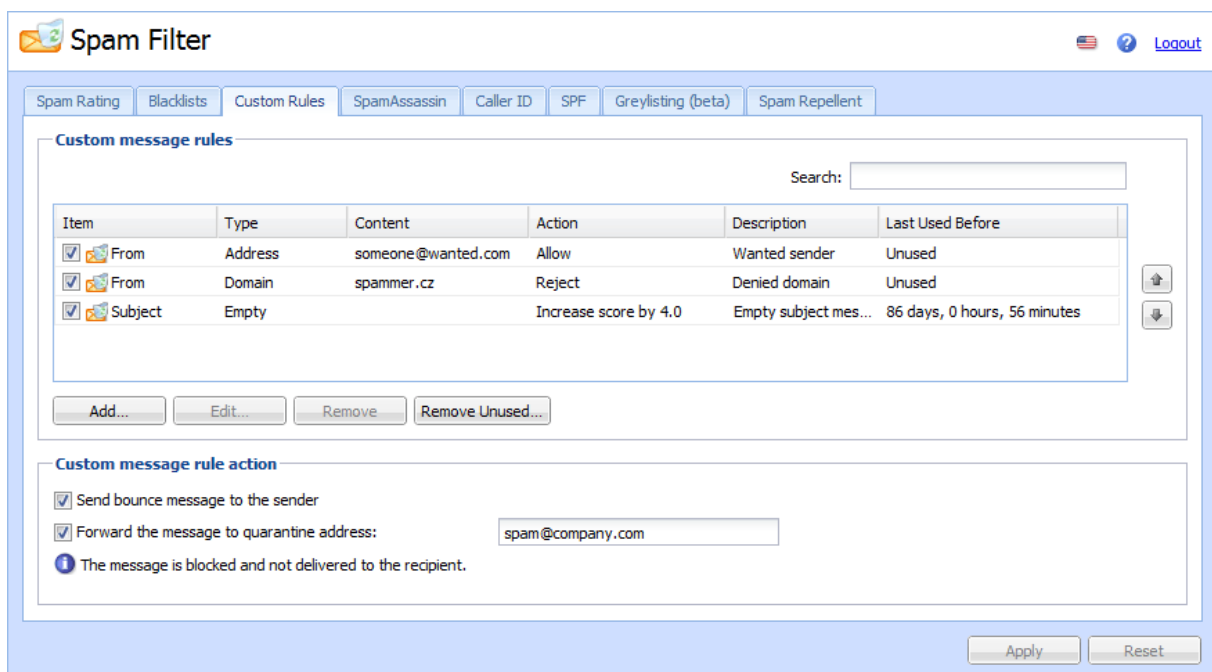 Spam Filter
Logout
Spam Rating Blacklists Custom Rules SpamAssassin Caller ID SPF Greylisting (beta) Spam Repellent
Custom message rules
Search:
Item Type Content Action Description Last Used Before
From Address someone@wanted.com Allow Wanted sender Unused
From Domain spammer.cz Reject Denied domain Unused
Subject Empty Increase score by 4.0 Empty subject mes... 86 days, 0 hours, 56 minutes
Add... Edit... Remove Remove Unused...
Custom message rule action
Send bounce message to the sender
Forward the message to quarantine address: spam@company.com
The message is blocked and not delivered to the recipient.
Apply Reset